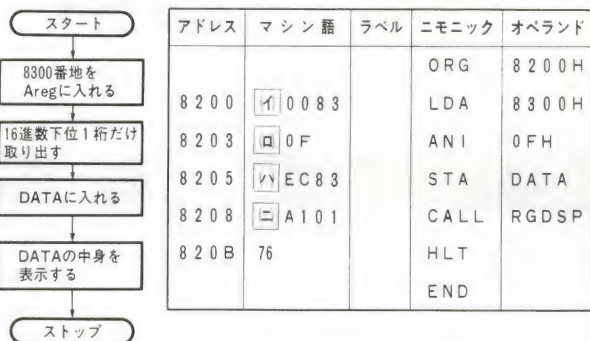 スタート
8300番地を
Aregに入れる
16進数下位1桁だけ
取り出す
DATAに入れる
DATAの中身を
表示する
ストップ
アドレス マシン語 ラベル ニモニック オペランド
ORG 8200H
8200 イ 0083 LDA 8300H
8203 ロ 0F ANI 0FH
8205 ハ EC83 STA DATA
8208 ニ A101 CALL RGDSP
820B 76 HLT
END